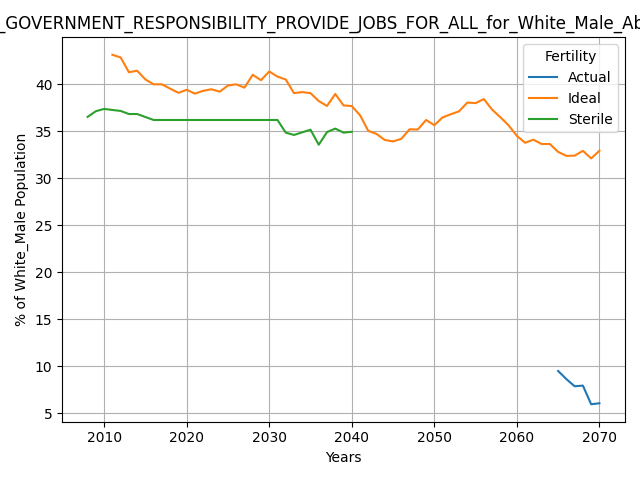 _GOVERNMENT_RESPONSIBILITY_PROVIDE_JOBS_FOR_ALL_for_White_Male_Ab
Fertility
Actual
Ideal
Sterile
% of White_Male Population
40
35
30
25
20
15
10
5
2010 2020 2030 2040 2050 2060 2070
Years